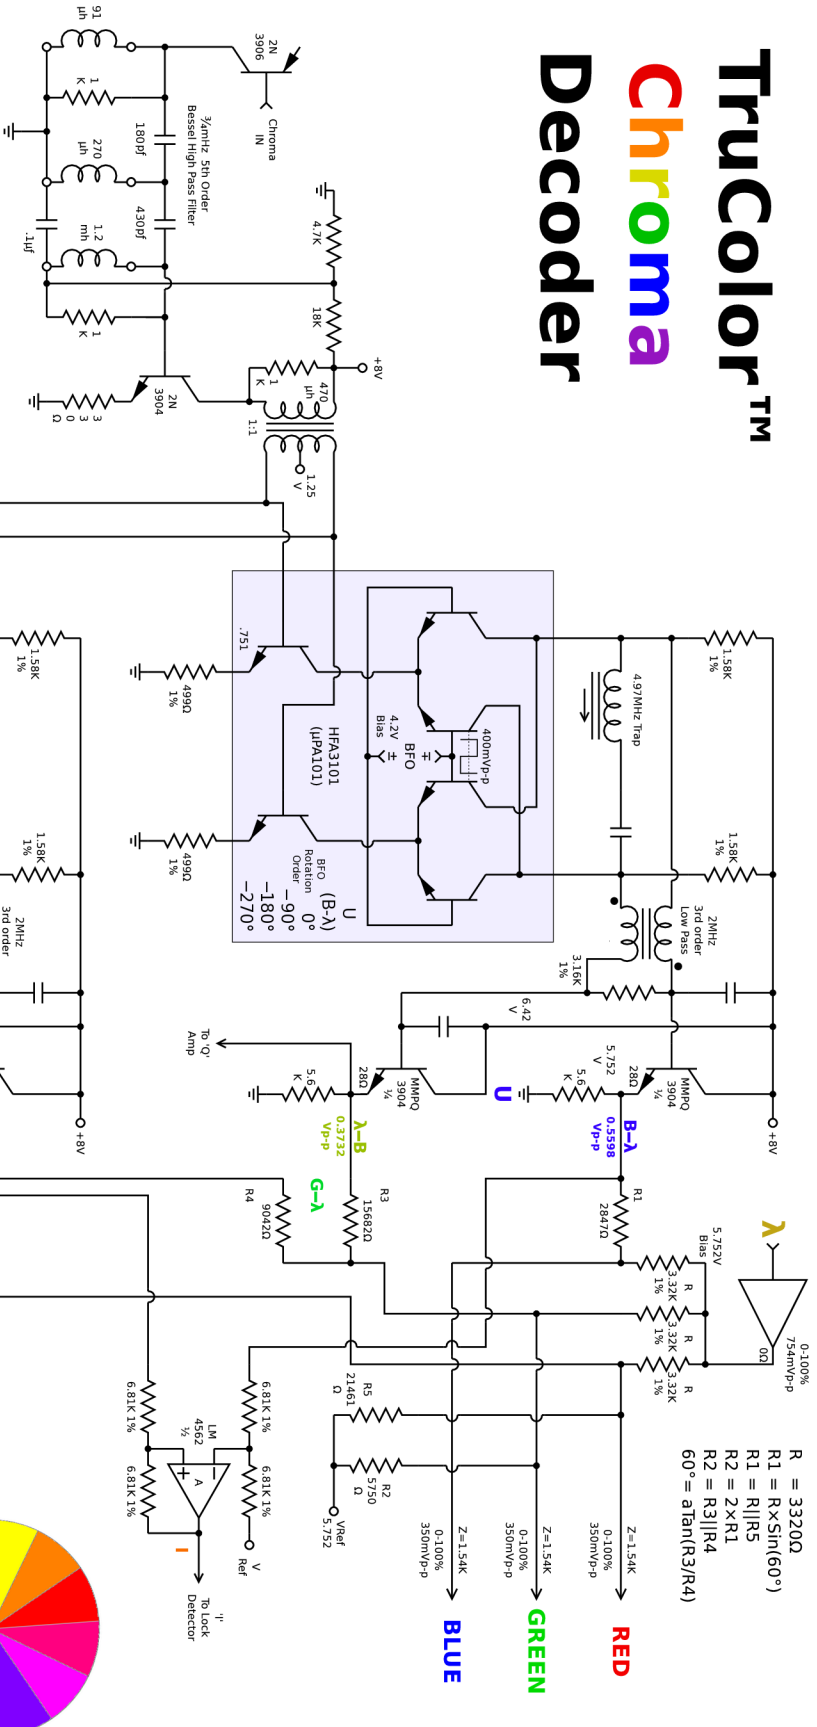 TruColor™
Chroma
Decoder
91
µh
1
K
270
µh
1.2
mh
.1µf
1
K
180pf
430pf
¾mHz 5th Order
Bessel High Pass Filter
2N
3906
Chroma
IN
4.7K
18K
+8V
1
K
470
µh
1:1
1.25
V
2N
3904
3
3
0
Ω
.751
499Ω
1%
499Ω
1%
HFA3101
(µPA101)
4.2V
Bias
BFO
∓
±
400mVp-p
BFO
Rotation
Order
U
(B-λ)
0°
−90°
−180°
−270°
4.97MHz Trap
1.58K
1%
1.58K
1%
1.58K
1%
1.58K
1%
2MHz
3rd order
Low Pass
2MHz
3rd order
3.16K
1%
6.42
V
5.752
V
28Ω
MMPQ
3904
28Ω
MMPQ
3904
¼
5.6
K
5.6
K
U
To 'Q'
Amp
+8V
+8V
B−λ
0.5598
Vp-p
λ−B
0.3732
Vp-p
G−λ
R1
2847Ω
R3
15682Ω
R4
9042Ω
λ
5.752V
Bias
R
3.32K
1%
R
3.32K
1%
R
3.32K
1%
0Ω
0-100%
754mVp-p
R5
21461
Ω
R2
5750
Ω
VRef
5.752
6.81K 1%
6.81K 1%
6.81K 1%
6.81K 1%
LM
4562
½
A
−
+
V
Ref
I
'I'
To Lock
Detector
R = 3320Ω
R1 = R×Sin(60°)
R1 = R||R5
R2 = 2×R1
R2 = R3||R4
60°= aTan(R3/R4)
Z=1.54K
0-100%
350mVp-p
RED
Z=1.54K
0-100%
350mVp-p
GREEN
Z=1.54K
0-100%
350mVp-p
BLUE